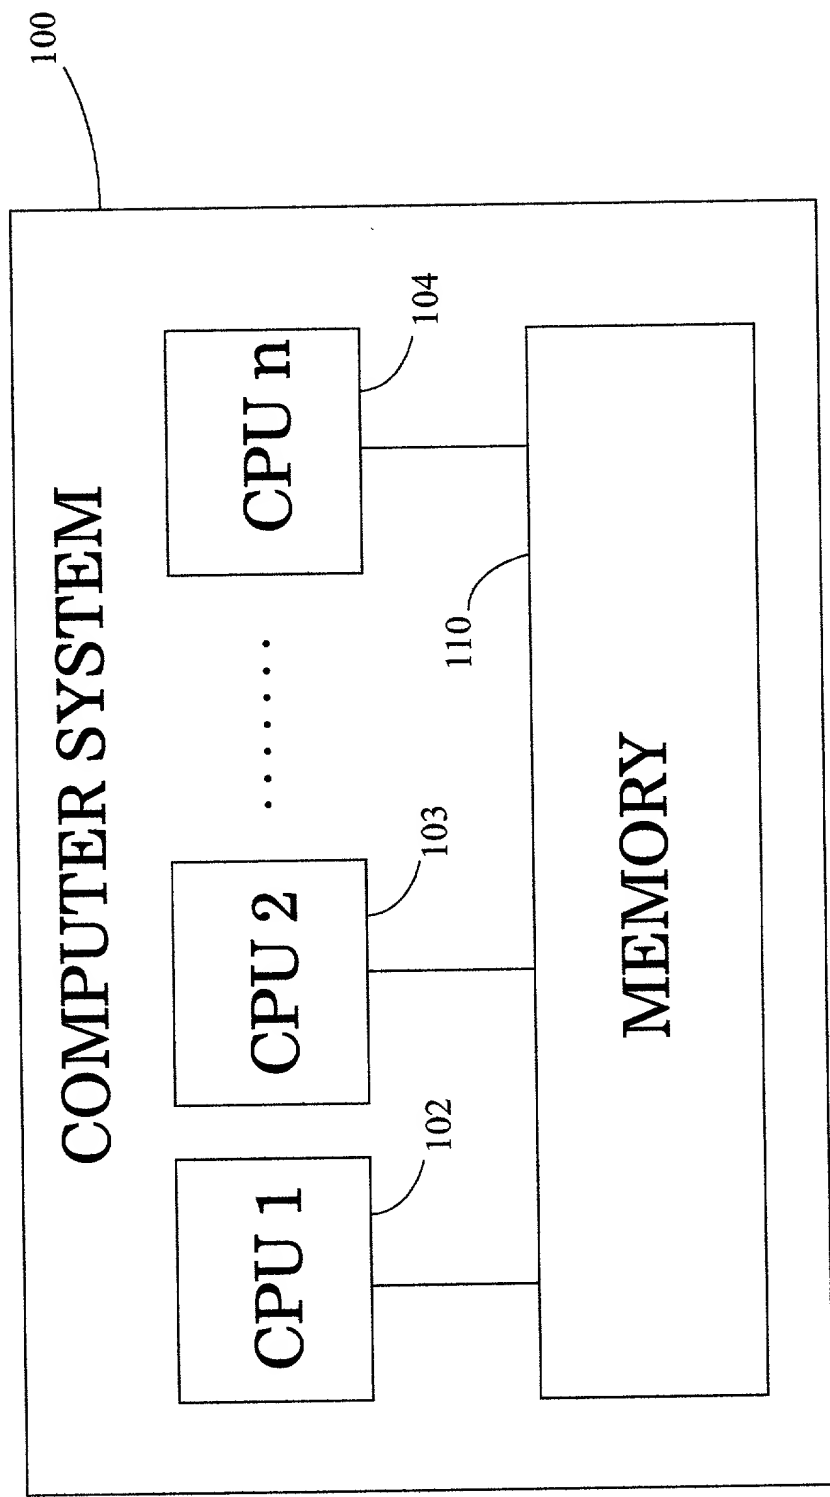 100
COMPUTER SYSTEM
CPU 1
CPU 2
.......
CPU n
102
103
104
110
MEMORY